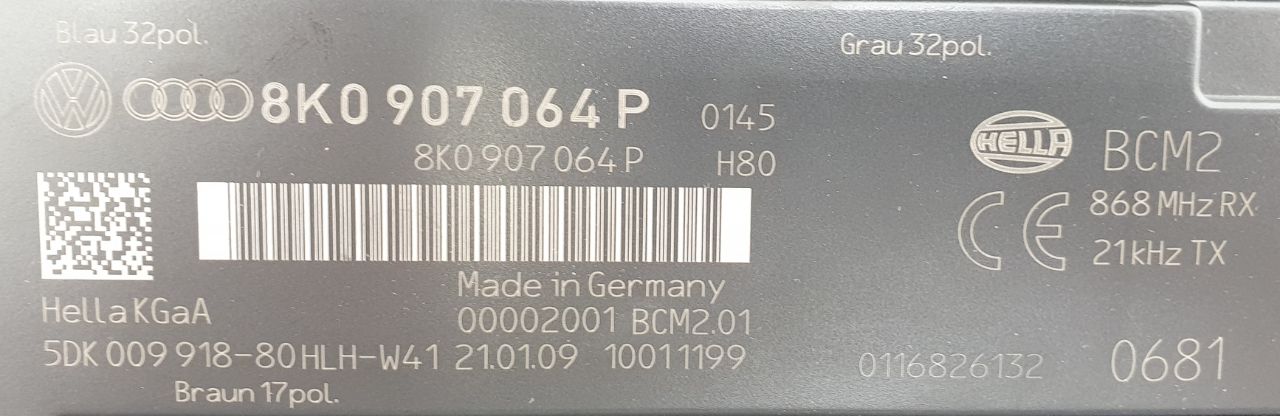 Blau 32pol.
Grau 32pol.
8K0 907 064 P 0145
8K0 907 064 P H80
HELLA BCM2
868 MHz RX
21kHz TX
Made in Germany
Hella KGaA
00002001 BCM2.01
5DK 009 918-80 HLH-W41 21.01.09 10011199
0116826132 0681
Braun 17pol.